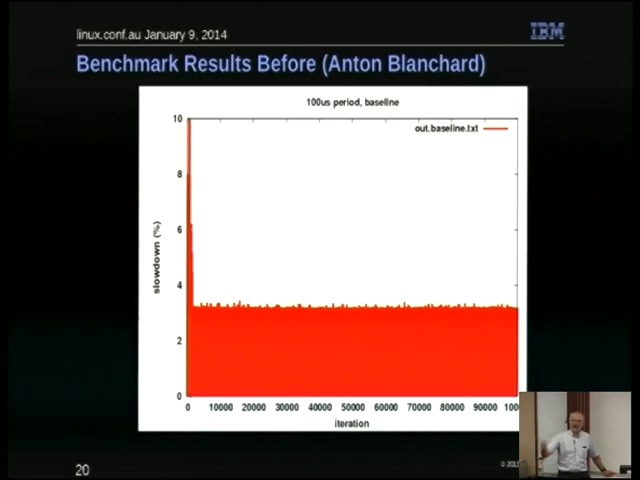 linux.conf.au January 9, 2014
IBM
Benchmark Results Before (Anton Blanchard)
100us period, baseline
out.baseline.txt
10
8
6
4
2
0
slowdown (%)
0 10000 20000 30000 40000 50000 60000 70000 80000 90000
iteration
20